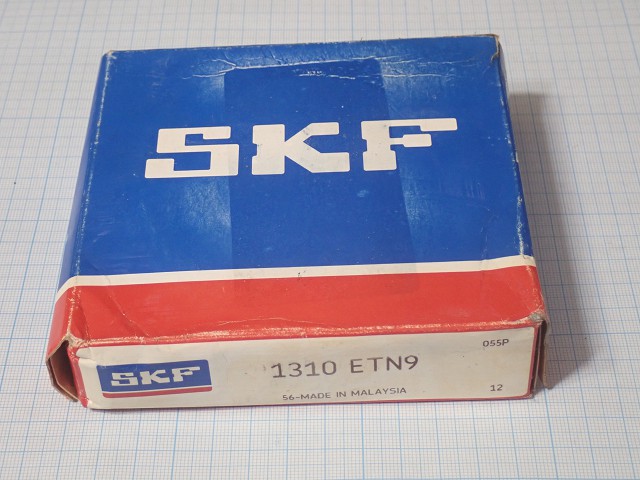 SKF
055P
SKF
1310 ETN9
56-MADE IN MALAYSIA
12